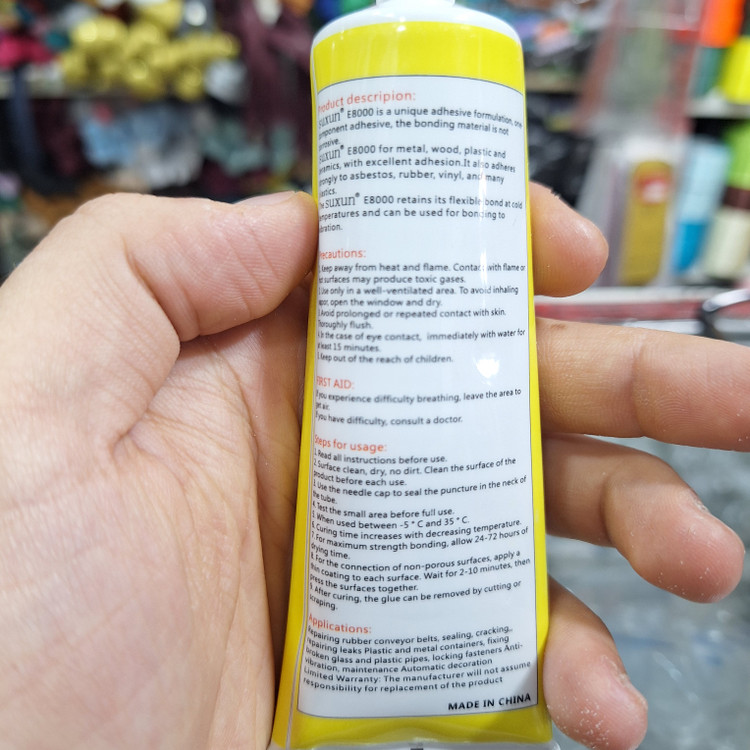 Product descripion:
suxun® E8000 is a unique adhesive formulation, one
component adhesive, the bonding material is not
corrosive.
suxun® E8000 for metal, wood, plastic and
ceramics, with excellent adhesion.It also adheres
strongly to asbestos, rubber, vinyl, and many
plastics.
The suxun® E8000 retains its flexible bond at cold
temperatures and can be used for bonding to
vibration.
Precautions:
1. Keep away from heat and flame. Contact with flame or
hot surfaces may produce toxic gases.
2. Use only in a well-ventilated area. To avoid inhaling
vapor, open the window and dry.
3. Avoid prolonged or repeated contact with skin.
Thoroughly flush.
4. In the case of eye contact, immediately with water for
at least 15 minutes.
5. Keep out of the reach of children.
FIRST AID:
If you experience difficulty breathing, leave the area to
get air.
If you have difficulty, consult a doctor.
Steps for usage:
1. Read all instructions before use.
2. Surface clean, dry, no dirt. Clean the surface of the
product before each use.
3. Use the needle cap to seal the puncture in the neck of
the tube.
4. Test the small area before full use.
5. When used between -5 ° C and 35 ° C.
6. Curing time increases with decreasing temperature.
7. For maximum strength bonding, allow 24-72 hours of
drying time.
8. For the connection of non-porous surfaces, apply a
thin coating to each surface. Wait for 2-10 minutes, then
press the surfaces together.
9. After curing, the glue can be removed by cutting or
scraping.
Applications:
Repairing rubber conveyor belts, sealing, cracking,
repairing leaks Plastic and metal containers, fixing
broken glass and plastic pipes, locking fasteners Anti-
vibration, maintenance Automatic decoration
Limited Warranty: The manufacturer will not assume
responsibility for replacement of the product
MADE IN CHINA